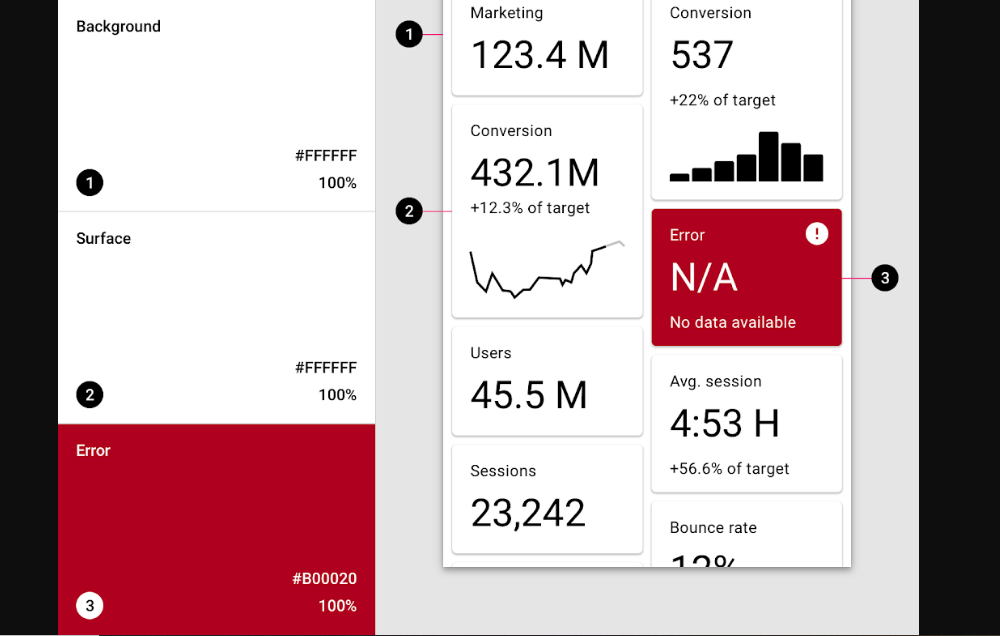 Background
#FFFFFF
1
100%
Surface
#FFFFFF
2
100%
Error
#B00020
3
100%
1
2
3
Marketing
123.4 M
Conversion
432.1M
+12.3% of target
Users
45.5 M
Sessions
23,242
Conversion
537
+22% of target
Error
!
N/A
No data available
Avg. session
4:53 H
+56.6% of target
Bounce rate
12%